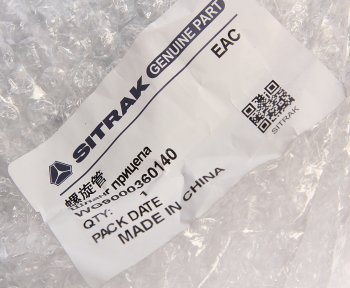 SITRAK GENUINE PART
EAC
SITRAK
螺旋管
Шланг прицепа
WG9000360140
QTY: 1
PACK DATE
MADE IN CHINA